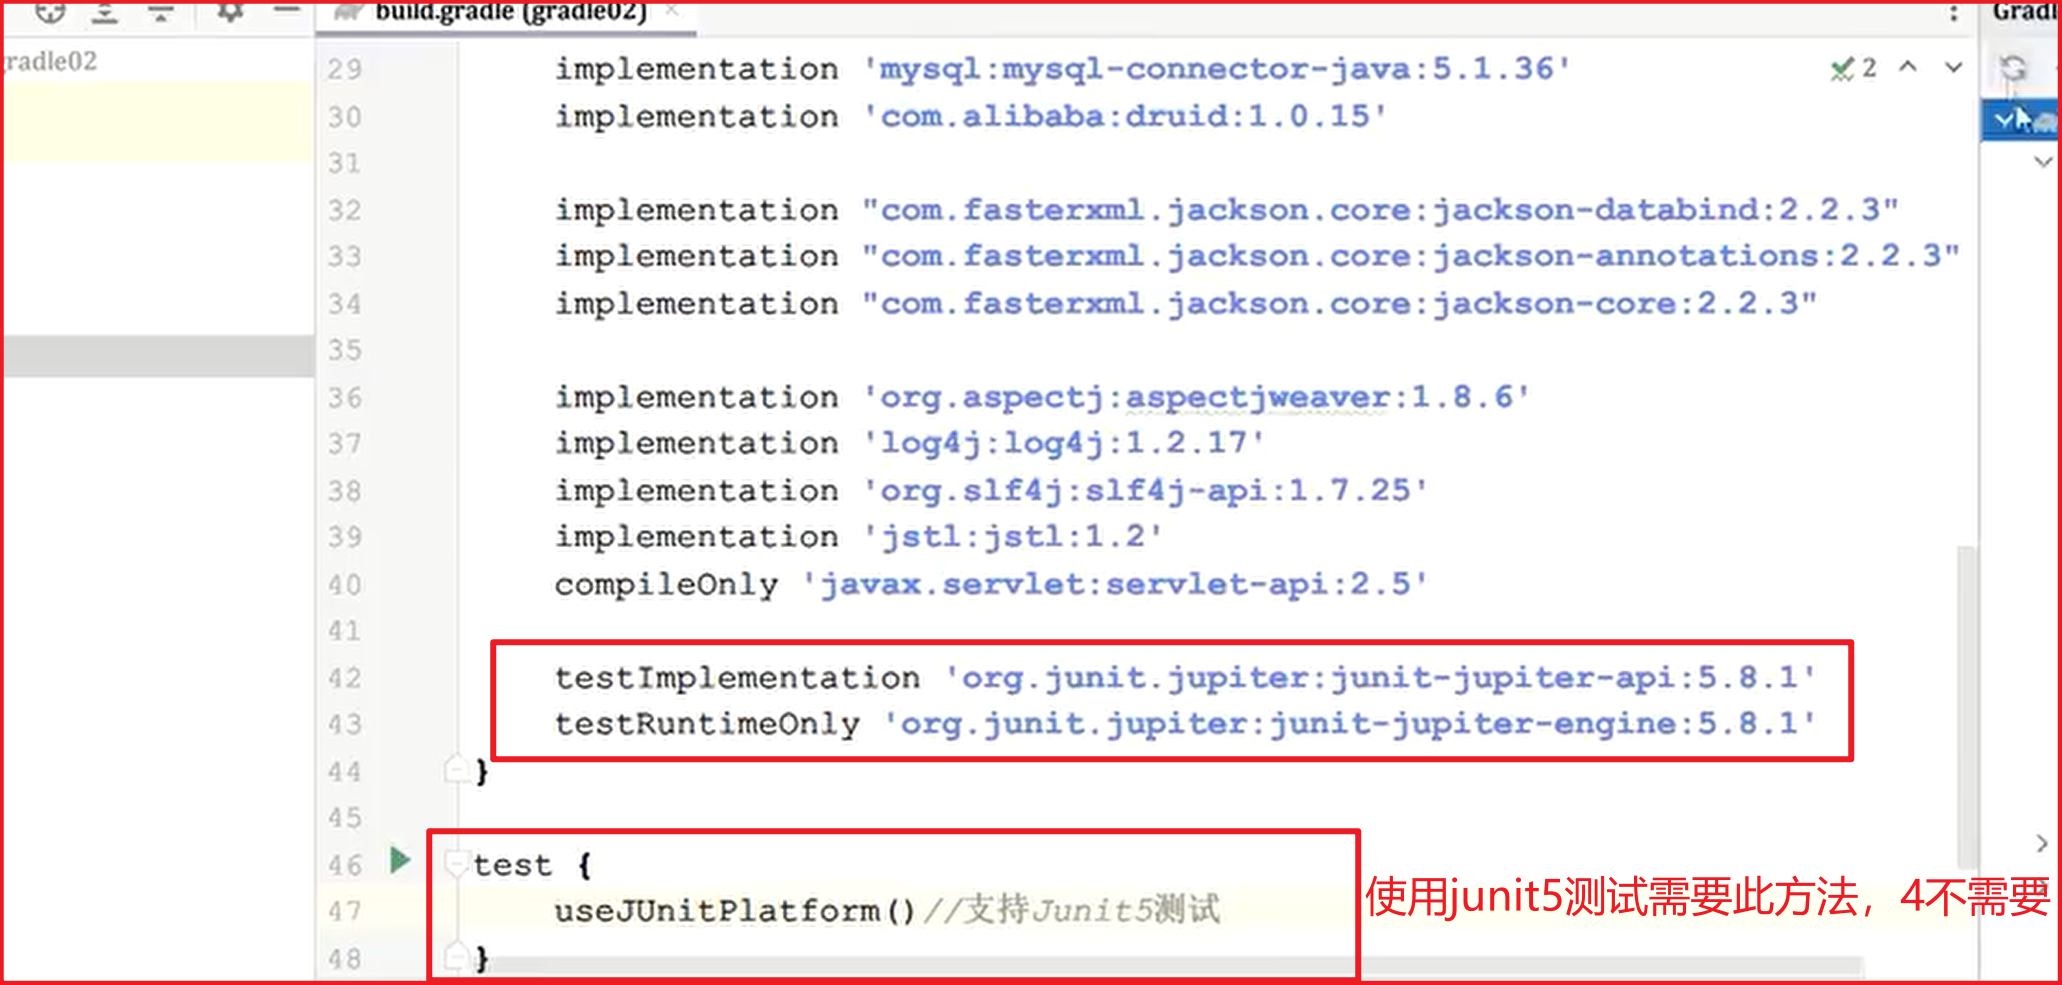 build.gradle (gradle02)
Gradl
radle02
2
29 implementation 'mysql:mysql-connector-java:5.1.36'
30 implementation 'com.alibaba:druid:1.0.15'
31
32 implementation "com.fasterxml.jackson.core:jackson-databind:2.2.3"
33 implementation "com.fasterxml.jackson.core:jackson-annotations:2.2.3"
34 implementation "com.fasterxml.jackson.core:jackson-core:2.2.3"
35
36 implementation 'org.aspectj:aspectjweaver:1.8.6'
37 implementation 'log4j:log4j:1.2.17'
38 implementation 'org.slf4j:slf4j-api:1.7.25'
39 implementation 'jstl:jstl:1.2'
40 compileOnly 'javax.servlet:servlet-api:2.5'
41
42 testImplementation 'org.junit.jupiter:junit-jupiter-api:5.8.1'
43 testRuntimeOnly 'org.junit.jupiter:junit-jupiter-engine:5.8.1'
44 }
45
46 test {
47 useJUnitPlatform()//支持Junit5测试
48 }
使用junit5测试需要此方法，4不需要